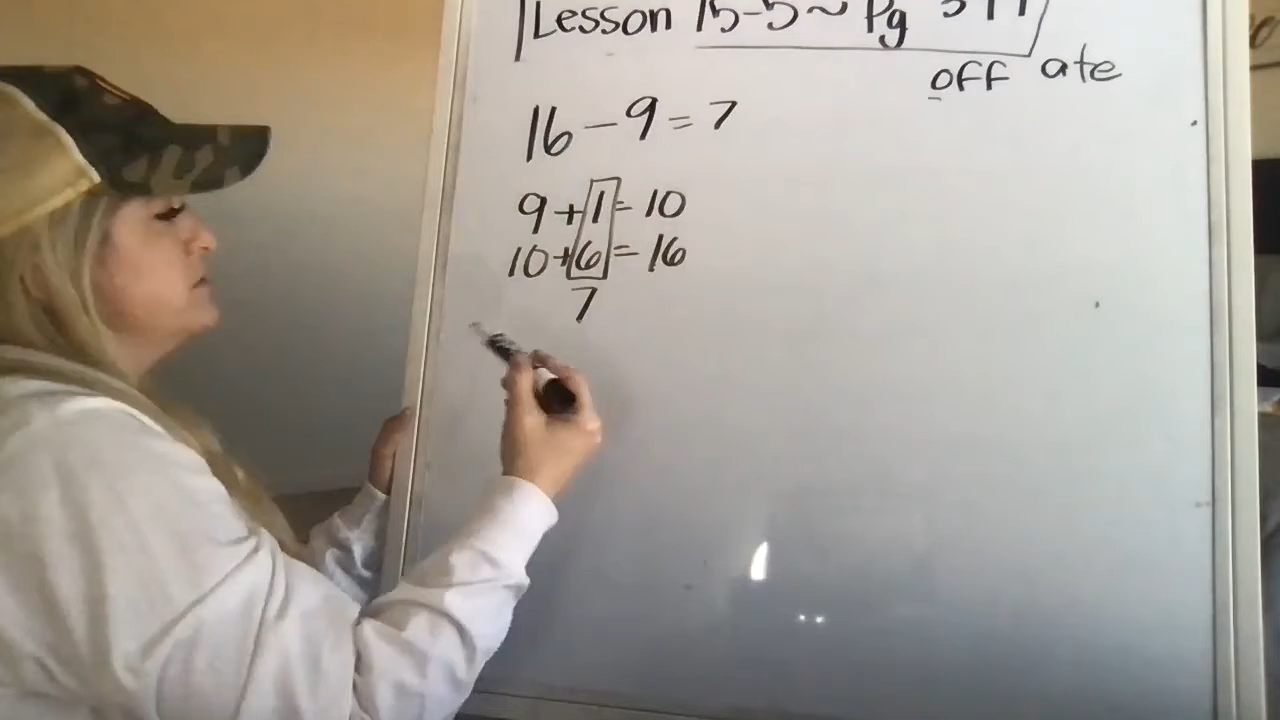 Lesson 15-5 ~ Pg
off ate
16 - 9 = 7
9 + 1 = 10
10 + 6 = 16
7